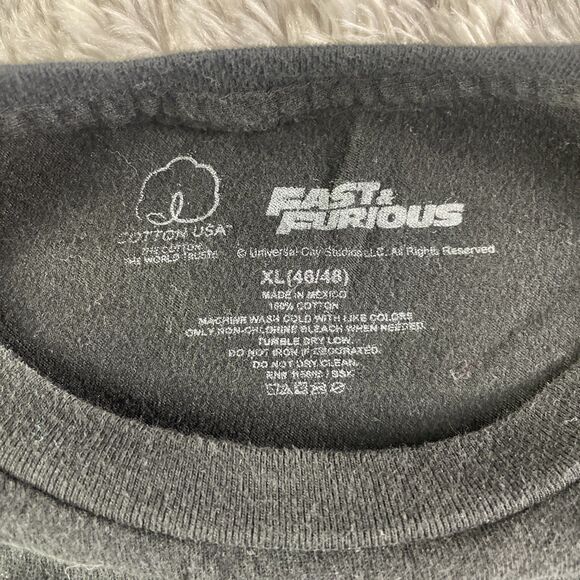 COTTON USA™
THE COTTON
THE WORLD TRUSTS
FAST &
FURIOUS
© Universal City Studios LLC. All Rights Reserved
XL(46/48)
MADE IN MEXICO
100% COTTON
MACHINE WASH COLD WITH LIKE COLORS
ONLY NON-CHLORINE BLEACH WHEN NEEDED.
TUMBLE DRY LOW.
DO NOT IRON IF DECORATED.
DO NOT DRY CLEAN.